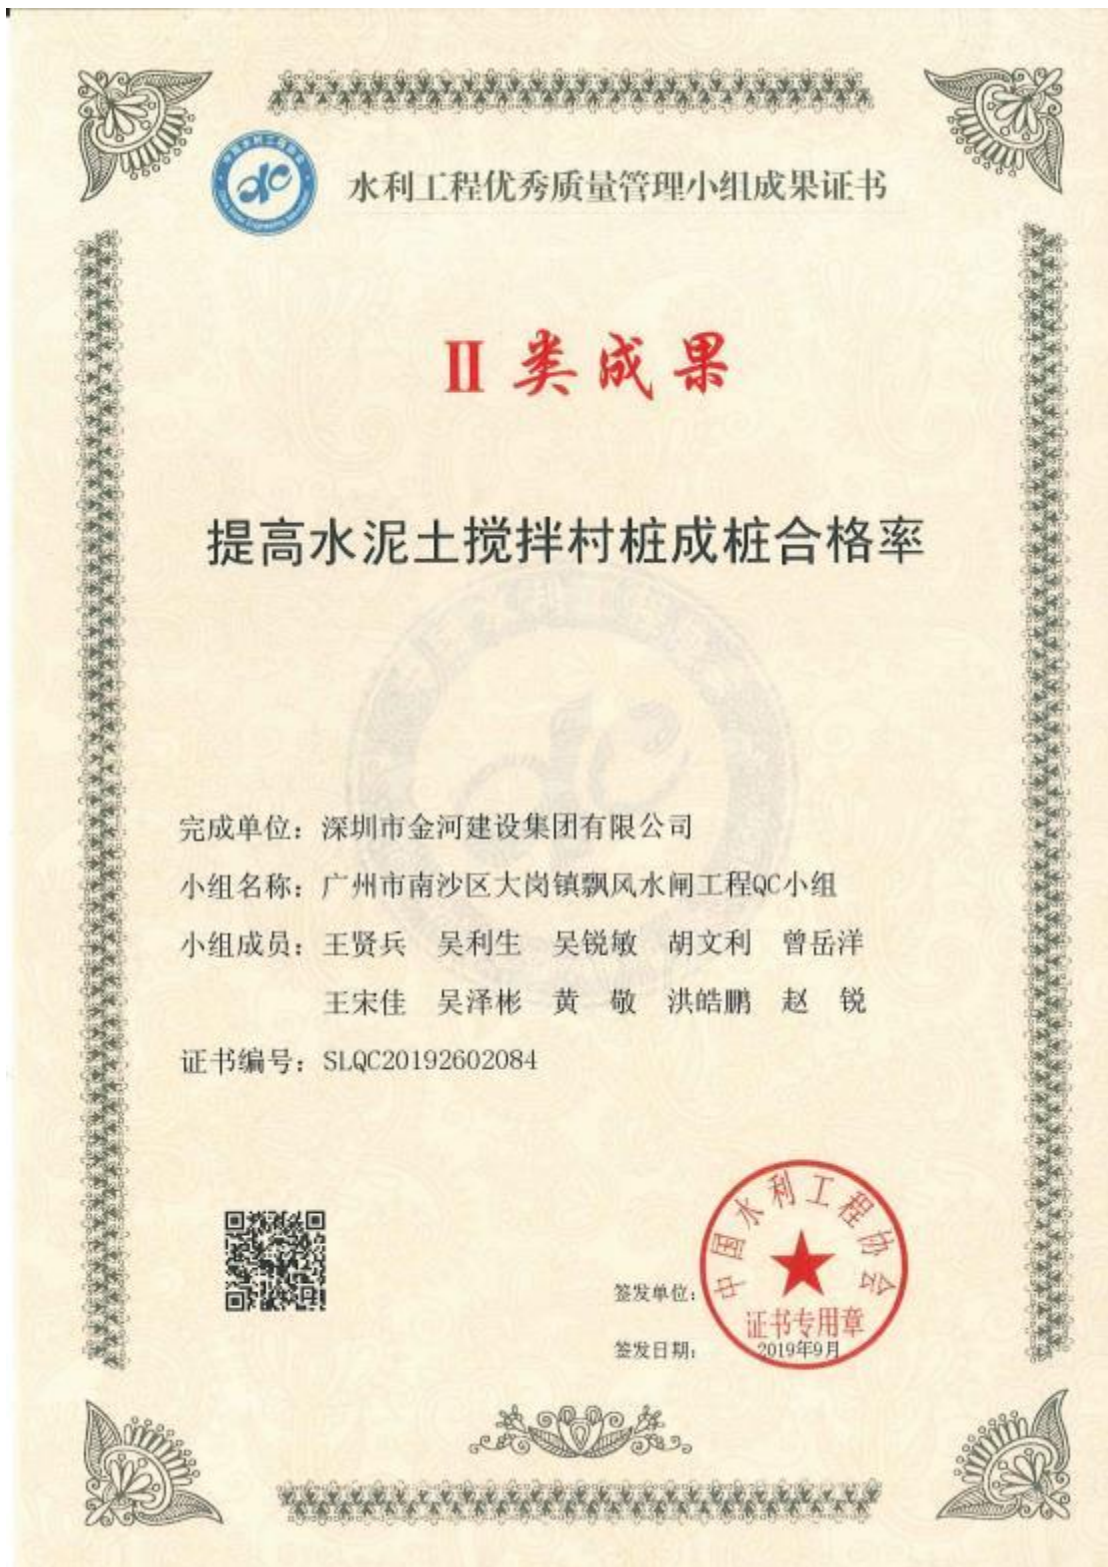 水利工程优秀质量管理小组成果证书
II类成果
提高水泥土搅拌村桩成桩合格率
完成单位：深圳市金河建设集团有限公司
小组名称：广州市南沙区大岗镇飘风水闸工程QC小组
小组成员：王贤兵 吴利生 吴锐敏 胡文利 曾岳洋
王宋佳 吴泽彬 黄 敬 洪皓鹏 赵 锐
证书编号：SLQC20192602084
中国水利工程协会
签发单位：
证书专用章
签发日期： 2019年9月